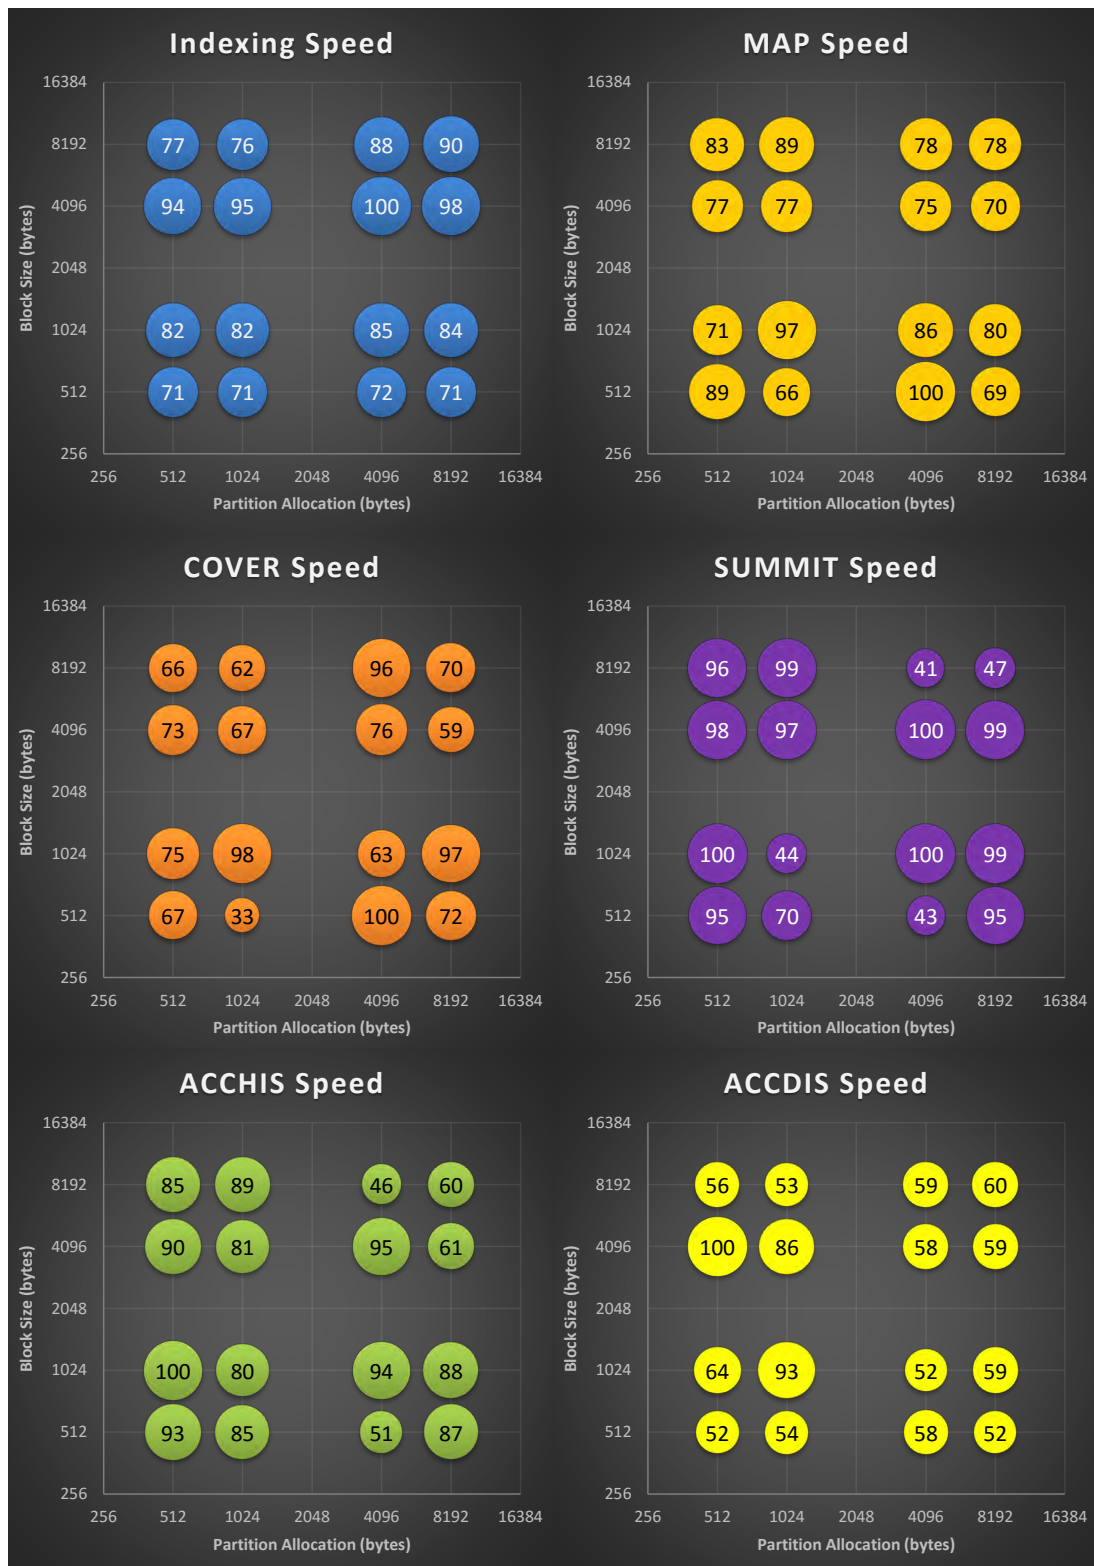 Indexing Speed
16384
8192 77 76 88 90
4096 94 95 100 98
2048
1024 82 82 85 84
512 71 71 72 71
256
256 512 1024 2048 4096 8192 16384
Block Size (bytes)
Partition Allocation (bytes)
MAP Speed
16384
8192 83 89 78 78
4096 77 77 75 70
2048
1024 71 97 86 80
512 89 66 100 69
256
256 512 1024 2048 4096 8192 16384
Block Size (bytes)
Partition Allocation (bytes)
COVER Speed
16384
8192 66 62 96 70
4096 73 67 76 59
2048
1024 75 98 63 97
512 67 33 100 72
256
256 512 1024 2048 4096 8192 16384
Block Size (bytes)
Partition Allocation (bytes)
SUMMIT Speed
16384
8192 96 99 41 47
4096 98 97 100 99
2048
1024 100 44 100 99
512 95 70 43 95
256
256 512 1024 2048 4096 8192 16384
Block Size (bytes)
Partition Allocation (bytes)
ACCHIS Speed
16384
8192 85 89 46 60
4096 90 81 95 61
2048
1024 100 80 94 88
512 93 85 51 87
256
256 512 1024 2048 4096 8192 16384
Block Size (bytes)
Partition Allocation (bytes)
ACCDIS Speed
16384
8192 56 53 59 60
4096 100 86 58 59
2048
1024 64 93 52 59
512 52 54 58 52
256
256 512 1024 2048 4096 8192 16384
Block Size (bytes)
Partition Allocation (bytes)